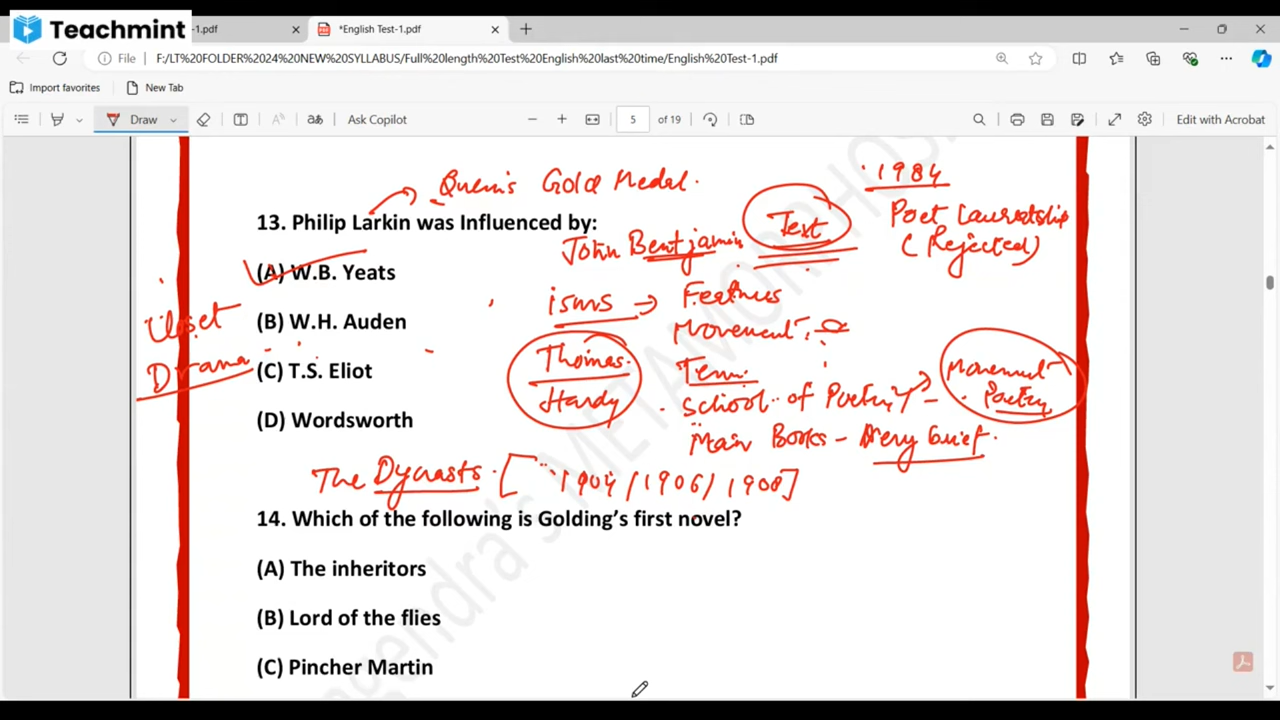 Teachmint
-1.pdf
*English Test-1.pdf
File F:/LT%20FOLDER%202024%20NEW%20SYLLABUS/Full%20length%20Test%20English%20last%20time/English%20Test-1.pdf
Import favorites New Tab
Draw Ask Copilot 5 of 19 Edit with Acrobat
Queen's Gold Medal.
1984
13. Philip Larkin was Influenced by:
Test
Poet Laureatship
(Rejected)
John Benjamin
(A) W.B. Yeats
isms → Features
Closet
Drama
(B) W.H. Auden
Movement
Thomas
Hardy
Term
Movement
Poetry
(C) T.S. Eliot
School of Poetry
(D) Wordsworth
Main Books - Very brief.
The Dynasts [1904/1906/1908]
14. Which of the following is Golding's first novel?
(A) The inheritors
(B) Lord of the flies
(C) Pincher Martin